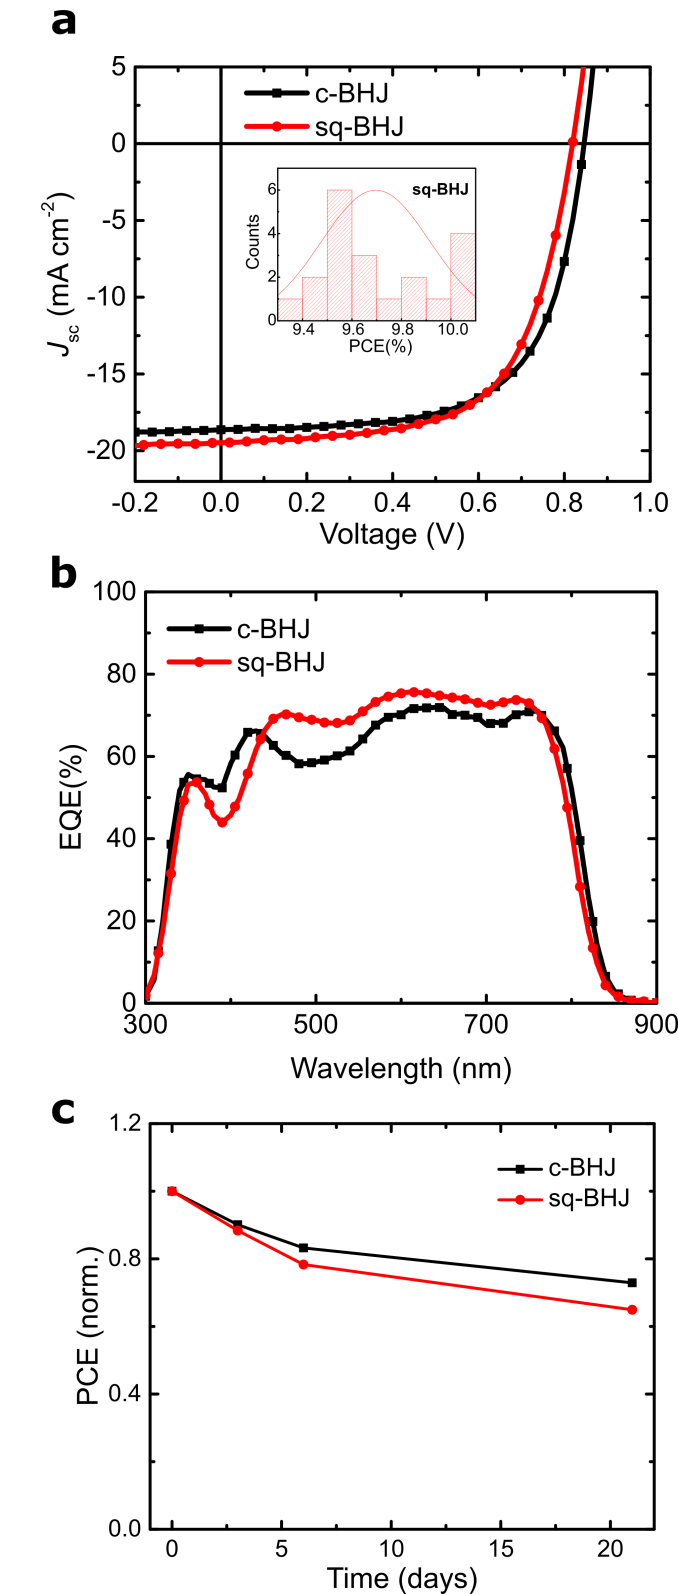 a
5
0
-5
-10
-15
-20
J_sc (mA cm⁻²)
c-BHJ
sq-BHJ
sq-BHJ
6
4
2
0
Counts
9.4 9.6 9.8 10.0
PCE(%)
-0.2 0.0 0.2 0.4 0.6 0.8 1.0
Voltage (V)
b
100
80
60
40
20
0
EQE(%)
c-BHJ
sq-BHJ
300 500 700 900
Wavelength (nm)
c
1.2
0.8
0.4
0.0
PCE (norm.)
c-BHJ
sq-BHJ
0 5 10 15 20
Time (days)